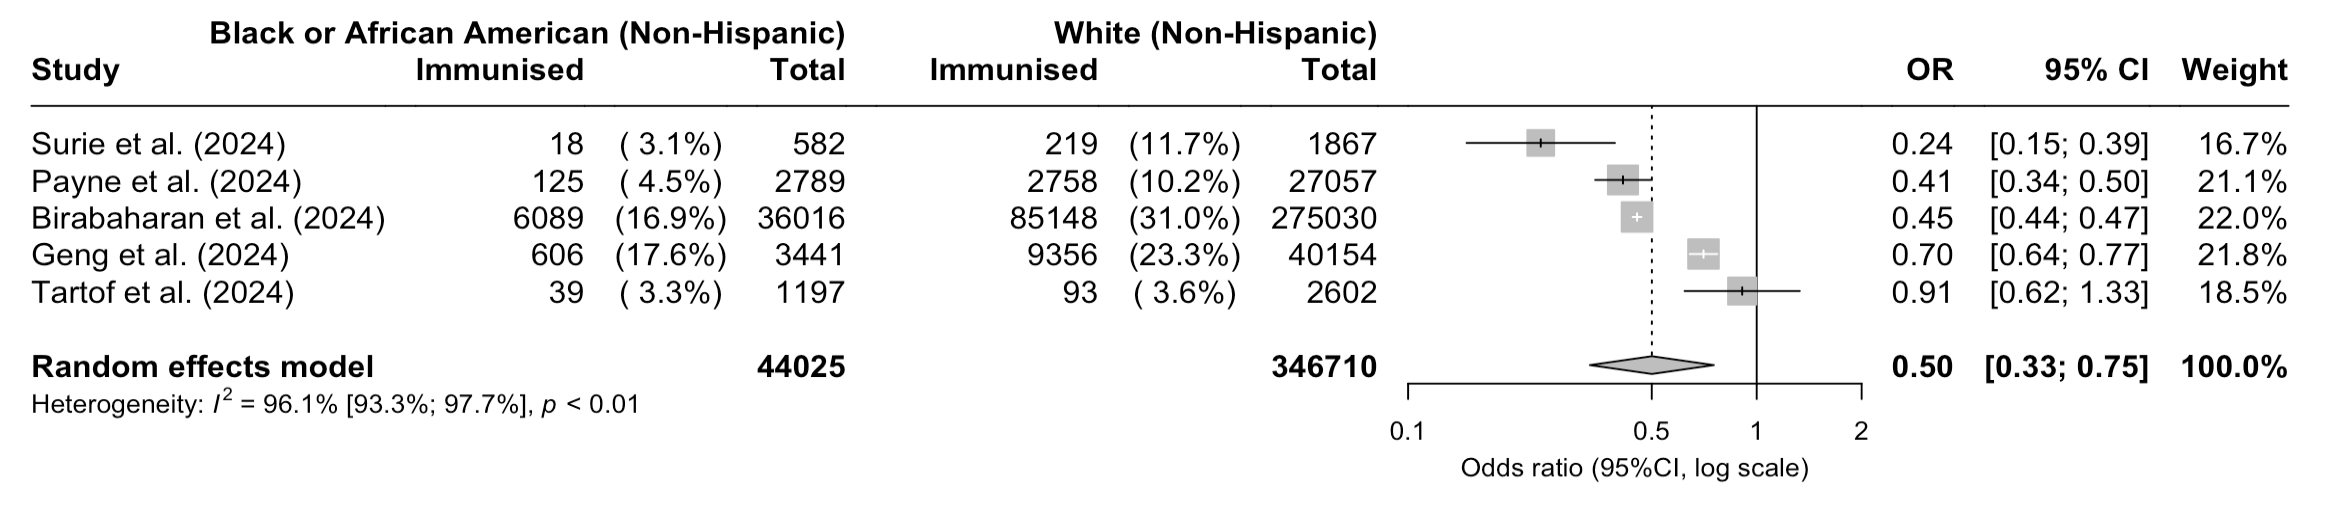 Black or African American (Non-Hispanic) White (Non-Hispanic)
Study Immunised Total Immunised Total OR 95% CI Weight
Surie et al. (2024) 18 ( 3.1%) 582 219 (11.7%) 1867 0.24 [0.15; 0.39] 16.7%
Payne et al. (2024) 125 ( 4.5%) 2789 2758 (10.2%) 27057 0.41 [0.34; 0.50] 21.1%
Birabaharan et al. (2024) 6089 (16.9%) 36016 85148 (31.0%) 275030 0.45 [0.44; 0.47] 22.0%
Geng et al. (2024) 606 (17.6%) 3441 9356 (23.3%) 40154 0.70 [0.64; 0.77] 21.8%
Tartof et al. (2024) 39 ( 3.3%) 1197 93 ( 3.6%) 2602 0.91 [0.62; 1.33] 18.5%
Random effects model 44025 346710 0.50 [0.33; 0.75] 100.0%
Heterogeneity: I² = 96.1% [93.3%; 97.7%], p < 0.01
0.1 0.5 1 2
Odds ratio (95%CI, log scale)